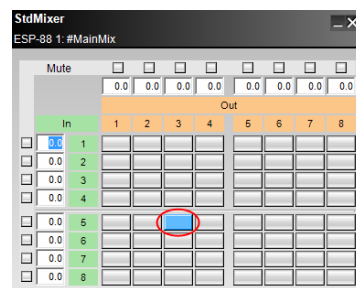 StdMixer
ESP-88 1: #MainMix
Mute
0.0 0.0 0.0 0.0 0.0 0.0 0.0 0.0
Out
In 1 2 3 4 5 6 7 8
0.0 1
0.0 2
0.0 3
0.0 4
0.0 5
0.0 6
0.0 7
0.0 8